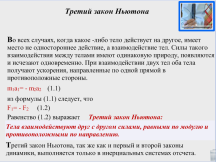 Третий закон Ньютона
Во всех случаях, когда какое -либо тело действует на другое, имеет
место не одностороннее действие, а взаимодействие тел. Силы такого
взаимодействия между телами имеют одинаковую природу, появляются
и исчезают одновременно. При взаимодействии двух тел оба тела
получают ускорения, направленные по одной прямой в
противоположные стороны.
m₁a₁ = - m₂a₂ (1.1)
из формулы (1.1) следует, что
F₁= - F₂ (1.2)
Равенство (1.2) выражает Третий закон Ньютона:
Тела взаимодействуют друг с другом силами, равными по модулю и
противоположными по направлению.
Третий закон Ньютона, так же как и первый и второй законы
динамики, выполняется только в инерциальных системах отсчета.